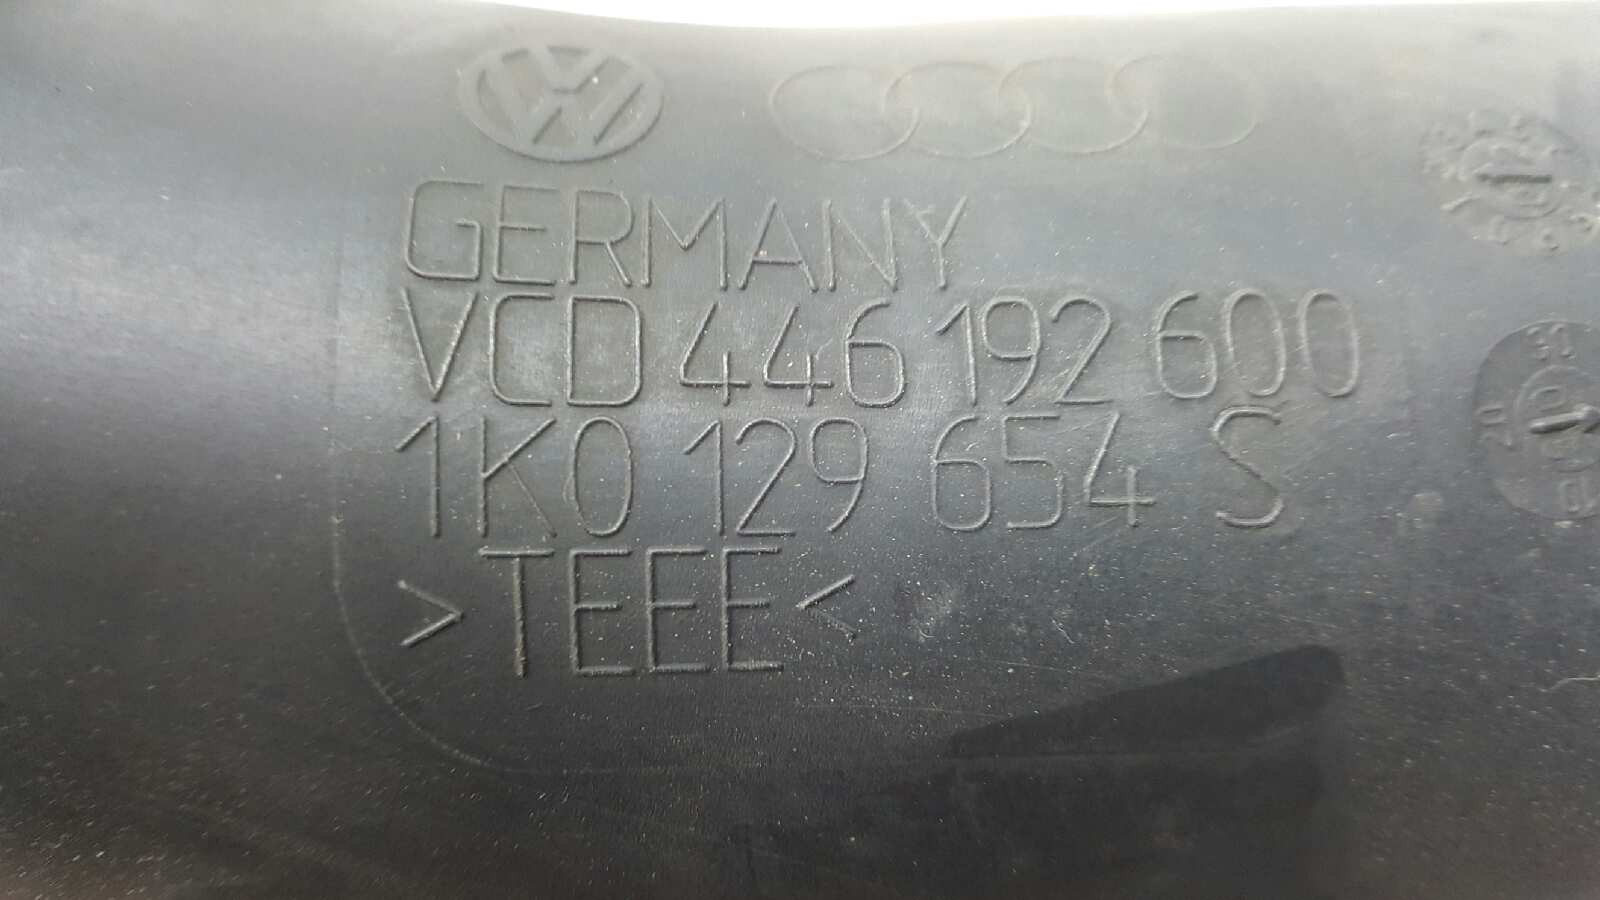 GERMANY
VCD 446 192 600
1K0 129 654 S
>TEEE<